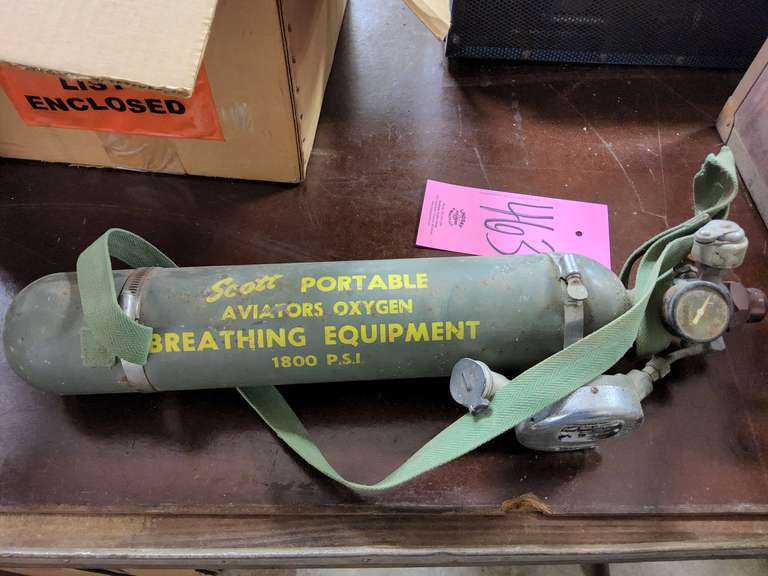 LIST
ENCLOSED
463
Scott PORTABLE
AVIATORS OXYGEN
BREATHING EQUIPMENT
1800 P.S.I.